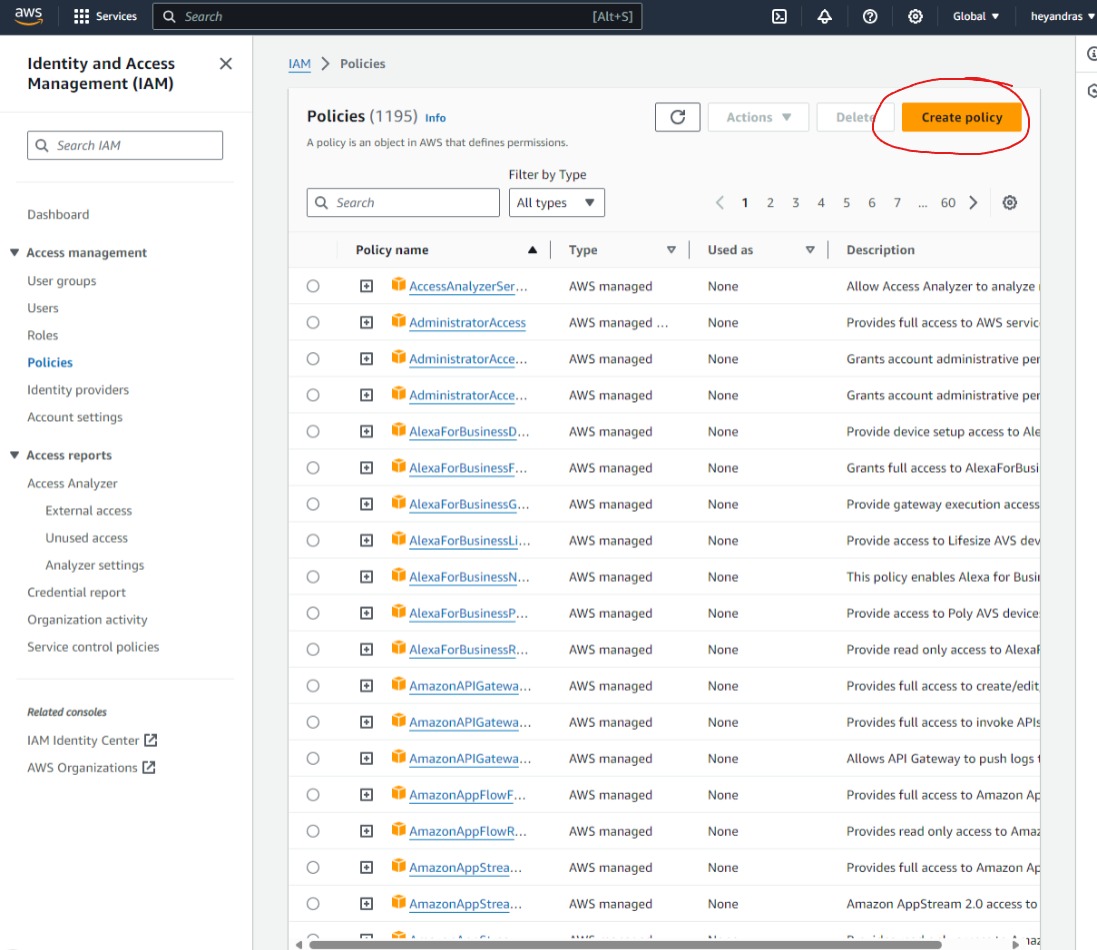 aws Services Search [Alt+S] Global heyandras
Identity and Access
Management (IAM)
Search IAM
Dashboard
Access management
User groups
Users
Roles
Policies
Identity providers
Account settings
Access reports
Access Analyzer
External access
Unused access
Analyzer settings
Credential report
Organization activity
Service control policies
Related consoles
IAM Identity Center
AWS Organizations
IAM > Policies
Policies (1195) Info
Actions Delete Create policy
A policy is an object in AWS that defines permissions.
Filter by Type
Search All types 1 2 3 4 5 6 7 ... 60
Policy name Type Used as Description
AccessAnalyzerSer... AWS managed None Allow Access Analyzer to analyze
AdministratorAccess AWS managed ... None Provides full access to AWS servic
AdministratorAcce... AWS managed None Grants account administrative per
AdministratorAcce... AWS managed None Grants account administrative per
AlexaForBusinessD... AWS managed None Provide device setup access to Ale
AlexaForBusinessF... AWS managed None Grants full access to AlexaForBusi
AlexaForBusinessG... AWS managed None Provide gateway execution access
AlexaForBusinessLi... AWS managed None Provide access to Lifesize AVS dev
AlexaForBusinessN... AWS managed None This policy enables Alexa for Busi
AlexaForBusinessP... AWS managed None Provide access to Poly AVS device
AlexaForBusinessR... AWS managed None Provide read only access to Alexa
AmazonAPIGatewa... AWS managed None Provides full access to create/edit
AmazonAPIGatewa... AWS managed None Provides full access to invoke APIs
AmazonAPIGatewa... AWS managed None Allows API Gateway to push logs
AmazonAppFlowF... AWS managed None Provides full access to Amazon Ap
AmazonAppFlowR... AWS managed None Provides read only access to Amaz
AmazonAppStrea... AWS managed None Provides full access to Amazon Ap
AmazonAppStrea... AWS managed None Amazon AppStream 2.0 access to